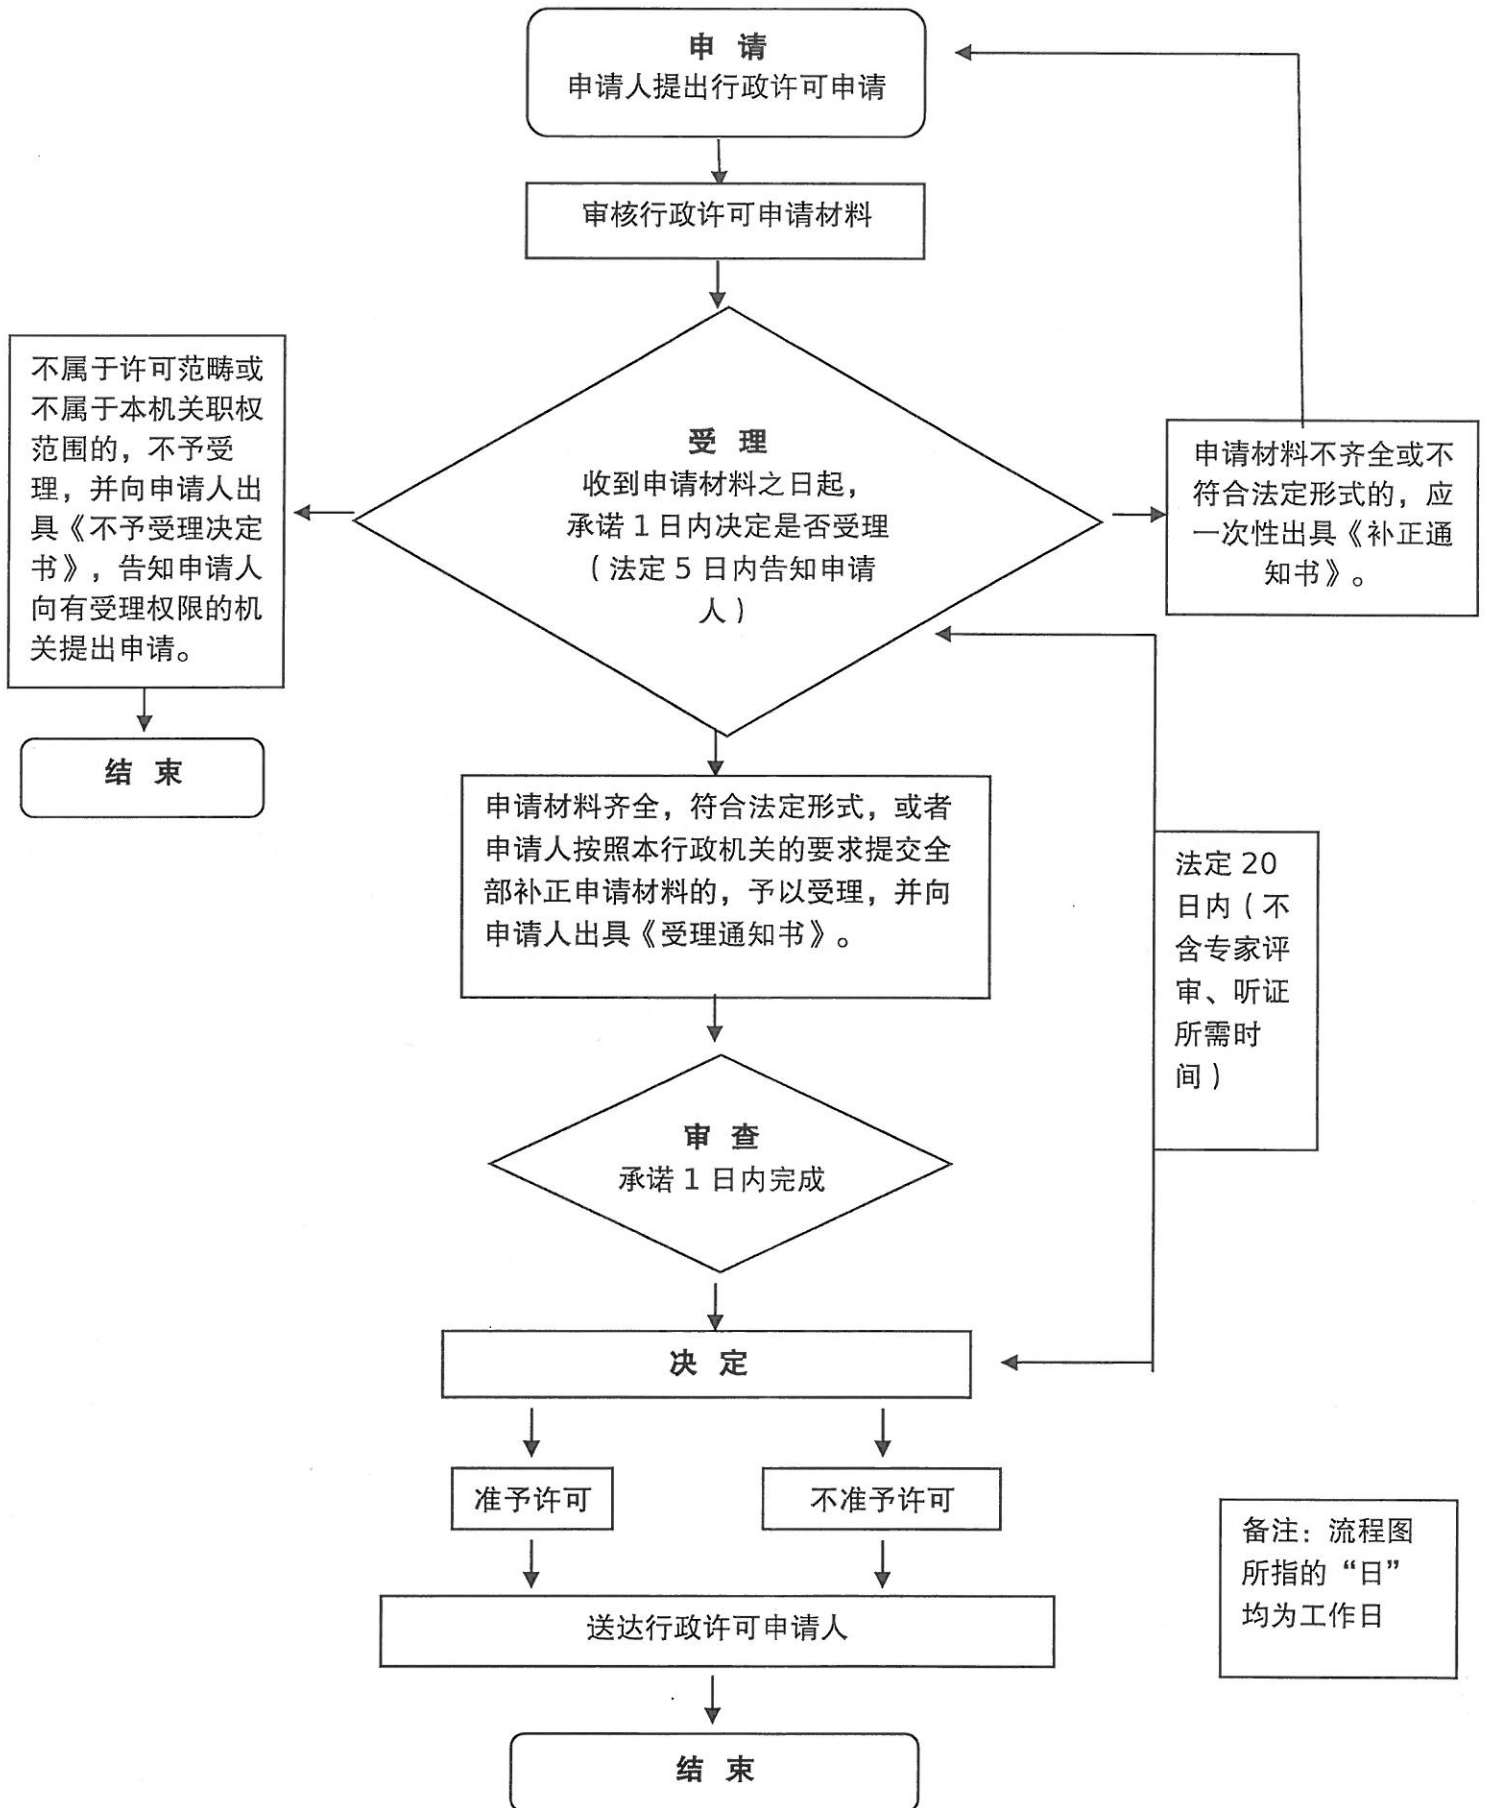 申 请
申请人提出行政许可申请
审核行政许可申请材料
不属于许可范畴或
不属于本机关职权
范围的，不予受
理，并向申请人出
具《不予受理决定
书》，告知申请人
向有受理权限的机
关提出申请。
结 束
受 理
收到申请材料之日起，
承诺 1 日内决定是否受理
（法定 5 日内告知申请
人）
申请材料不齐全或不
符合法定形式的，应
一次性出具《补正通
知书》。
申请材料齐全，符合法定形式，或者
申请人按照本行政机关的要求提交全
部补正申请材料的，予以受理，并向
申请人出具《受理通知书》。
法定 20
日内（不
含专家评
审、听证
所需时
间）
审 查
承诺 1 日内完成
决 定
准予许可
不准予许可
送达行政许可申请人
备注：流程图
所指的“日”
均为工作日
结 束